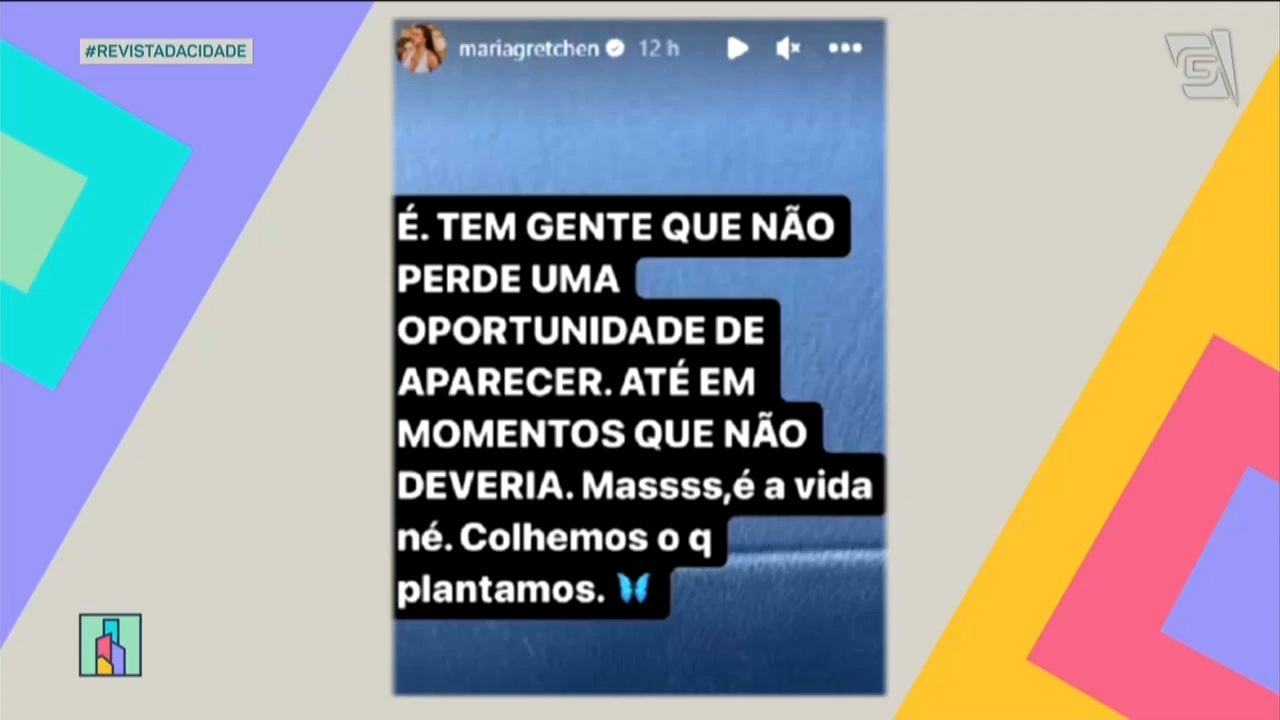 #REVISTADACIDADE
mariagretchen 12 h
É. TEM GENTE QUE NÃO
PERDE UMA
OPORTUNIDADE DE
APARECER. ATÉ EM
MOMENTOS QUE NÃO
DEVERIA. Massss,é a vida
né. Colhemos o q
plantamos. 🦋